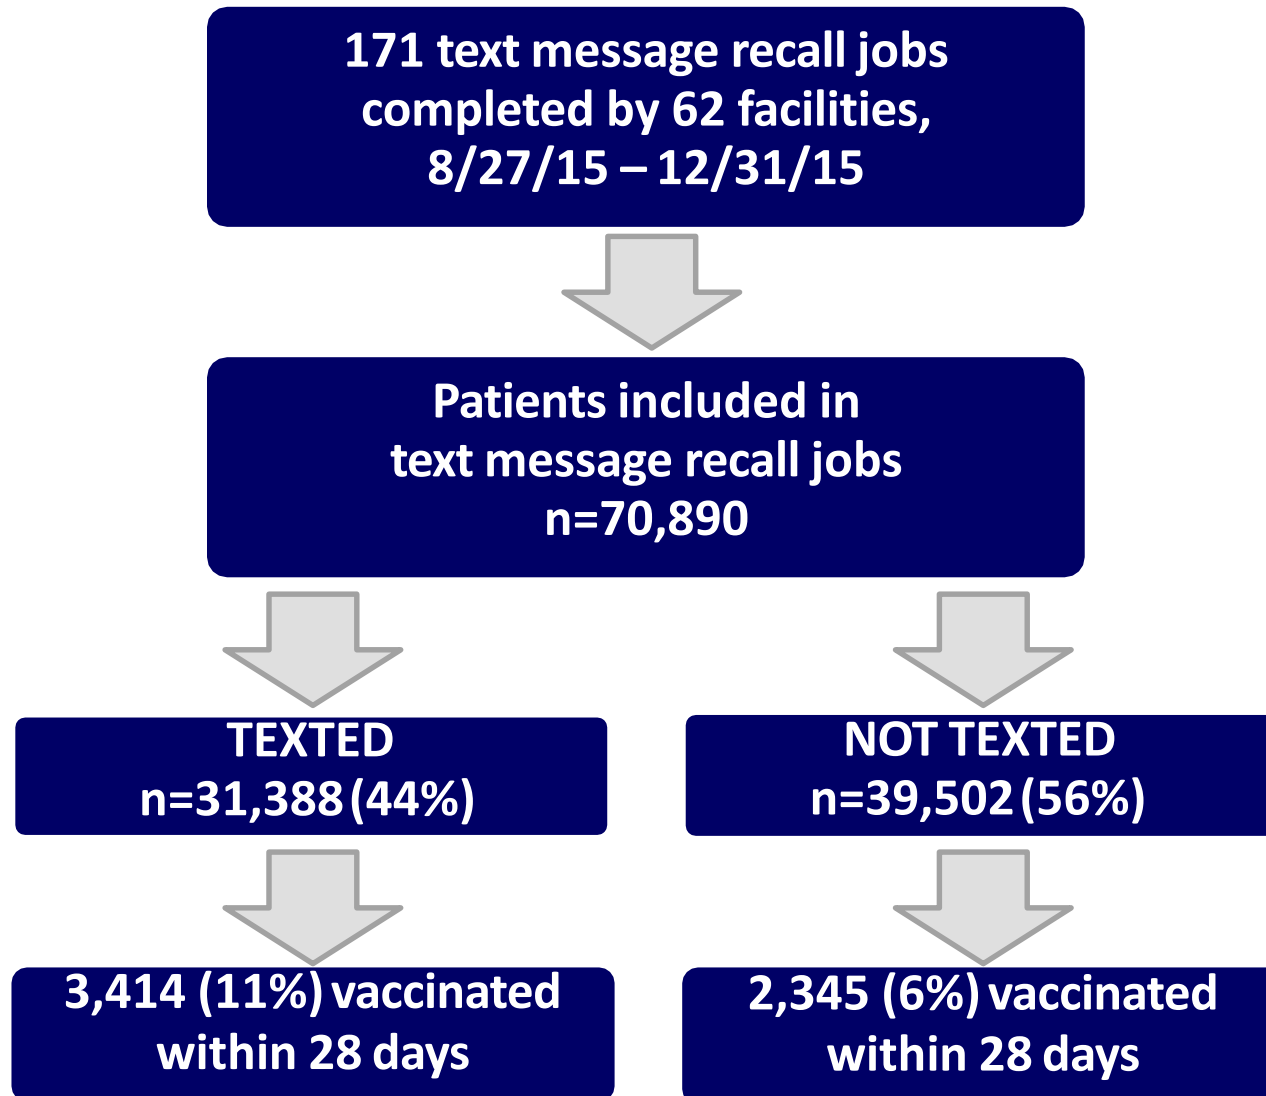 171 text message recall jobs
completed by 62 facilities,
8/27/15 – 12/31/15
Patients included in
text message recall jobs
n=70,890
TEXTED
n=31,388 (44%)
NOT TEXTED
n=39,502 (56%)
3,414 (11%) vaccinated
within 28 days
2,345 (6%) vaccinated
within 28 days